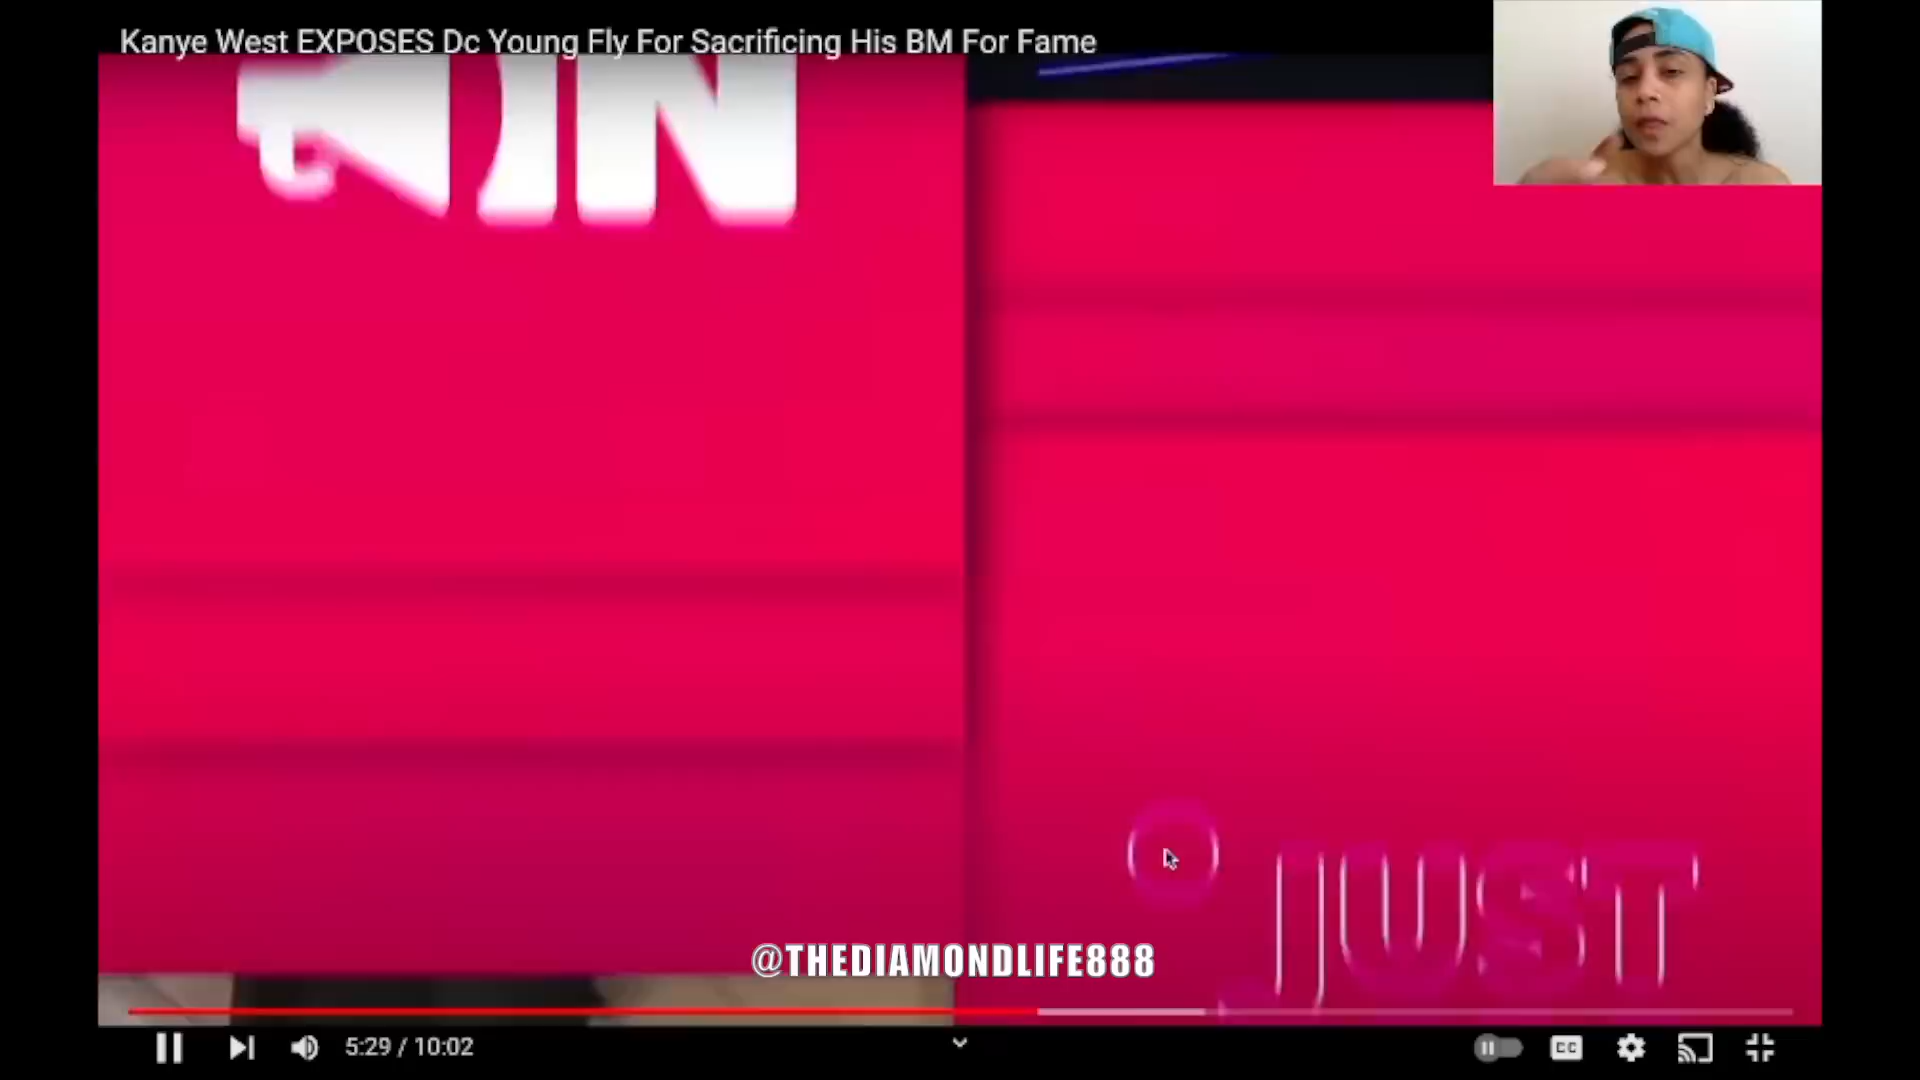 Kanye West EXPOSES Dc Young Fly For Sacrificing His BM For Fame
IN
JUST
@THEDIAMONDLIFE888
5:29 / 10:02
CC